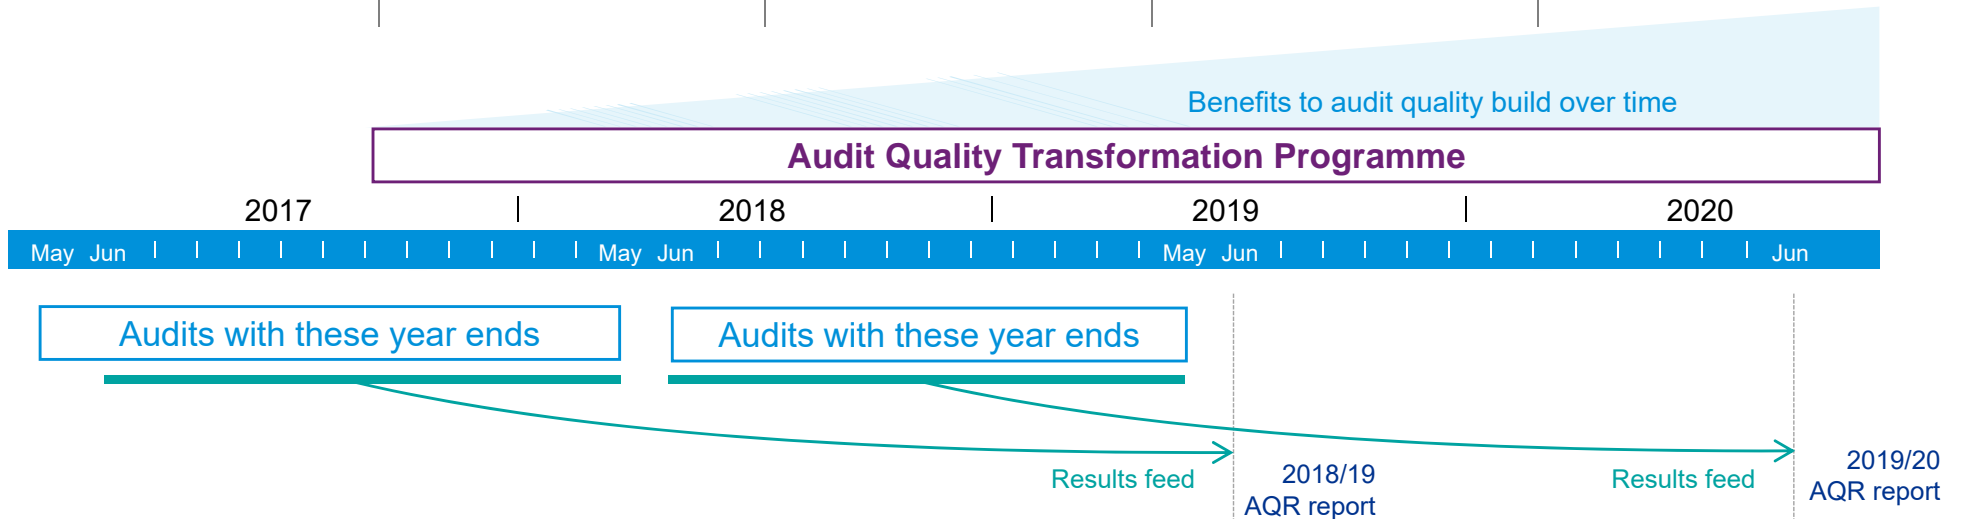 Benefits to audit quality build over time
Audit Quality Transformation Programme
2017 2018 2019 2020
May Jun May Jun May Jun Jun
Audits with these year ends Audits with these year ends
Results feed 2018/19 Results feed 2019/20
AQR report AQR report